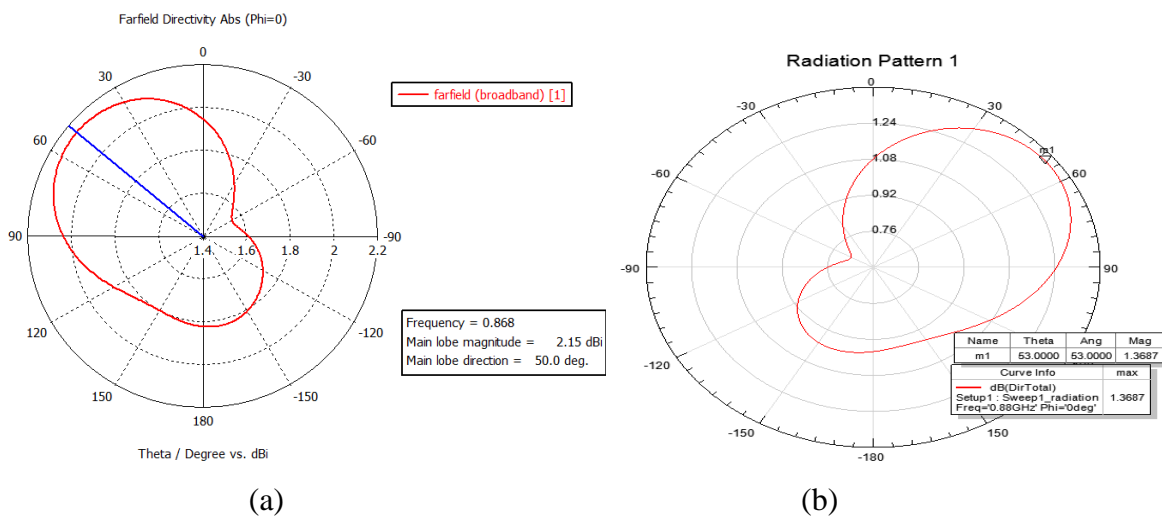 Farfield Directivity Abs (Phi=0)
0
30
-30
60
-60
90
-90
1.4
1.6
1.8
2
2.2
120
-120
150
-150
180
farfield (broadband) [1]
Frequency = 0.868
Main lobe magnitude = 2.15 dBi
Main lobe direction = 50.0 deg.
Theta / Degree vs. dBi
(a)
Radiation Pattern 1
0
-30
30
1.24
m1
1.08
-60
60
0.92
0.76
-90
90
Name Theta Ang Mag
m1 53.0000 53.0000 1.3687
Curve Info max
dB(DirTotal)
Setup1 : Sweep1_radiation 1.3687
Freq='0.88GHz' Phi='0deg'
-120
-150
150
-180
(b)